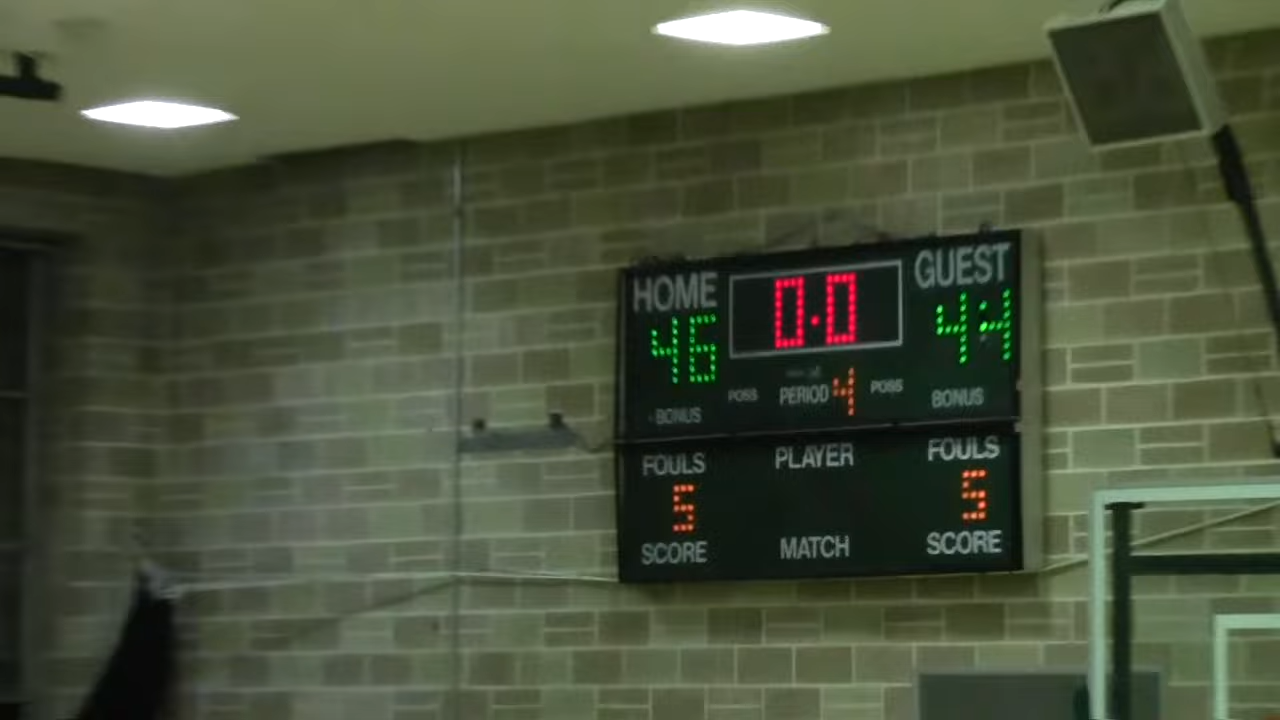 HOME 0.0 GUEST
46 44
POSS PERIOD 4 POSS
BONUS BONUS
FOULS PLAYER FOULS
5 5
SCORE MATCH SCORE